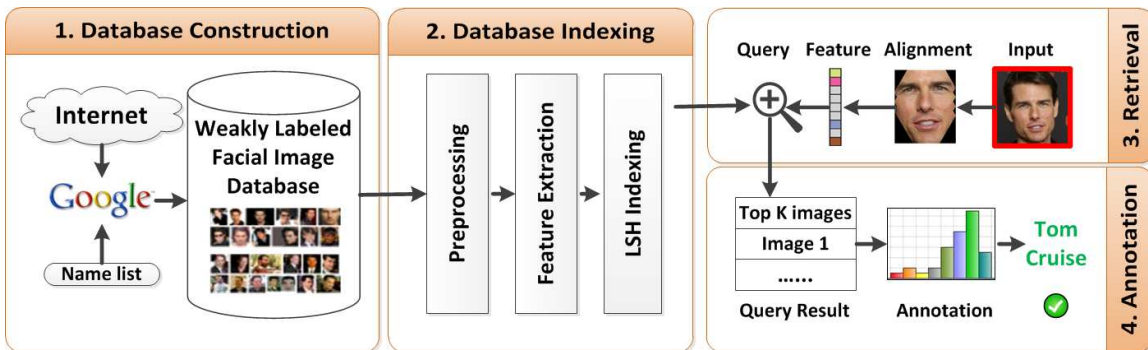 1. Database Construction
Internet
Google
Name list
Weakly Labeled
Facial Image
Database
2. Database Indexing
Preprocessing
Feature Extraction
LSH Indexing
3. Retrieval
Query
Feature
Alignment
Input
4. Annotation
Top K images
Image 1
......
Query Result
Annotation
Tom
Cruise